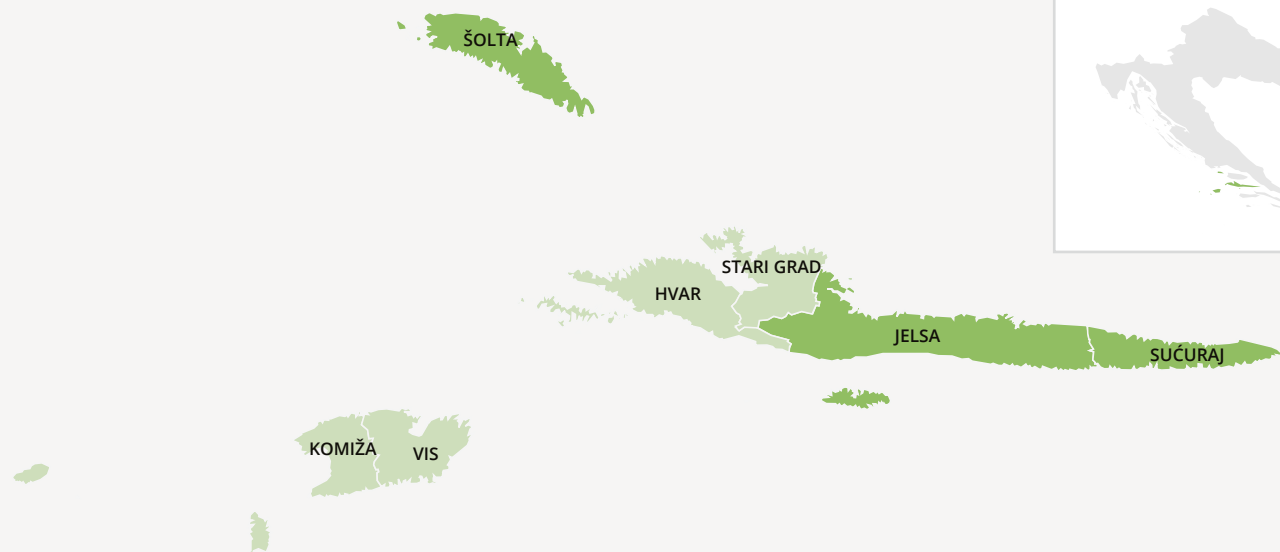 ŠOLTA
STARI GRAD
HVAR
JELSA
SUĆURAJ
KOMIŽA
VIS